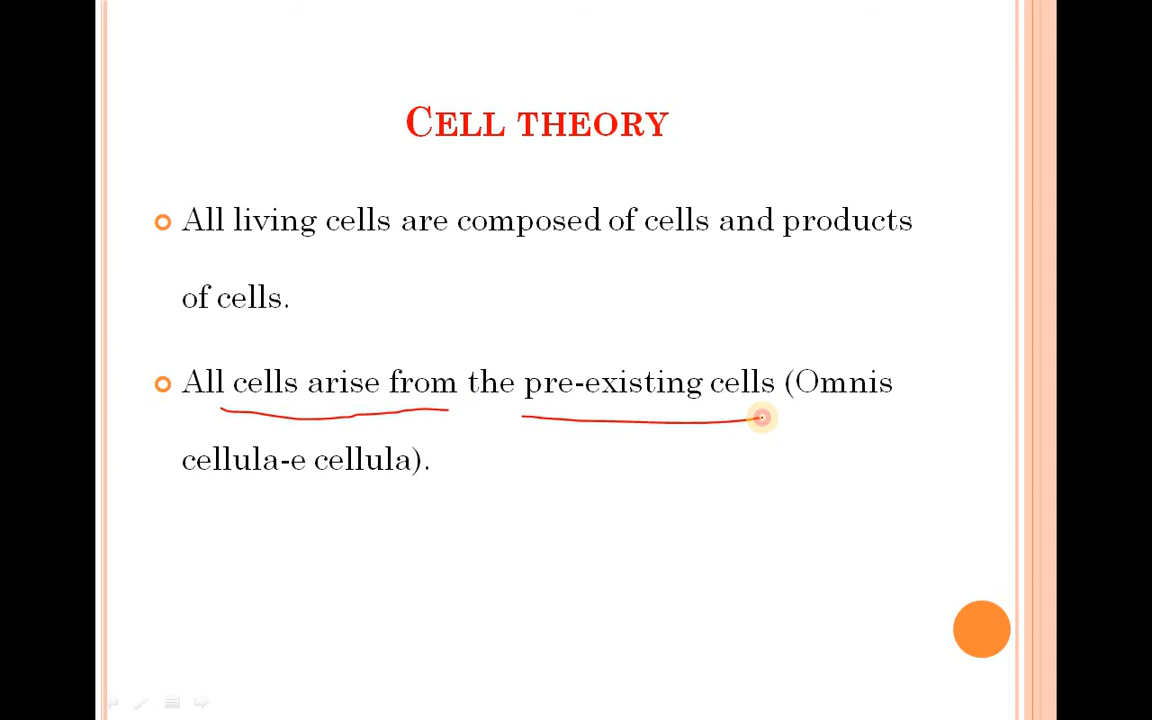 CELL THEORY
All living cells are composed of cells and products
of cells.
All cells arise from the pre-existing cells (Omnis
cellula-e cellula).